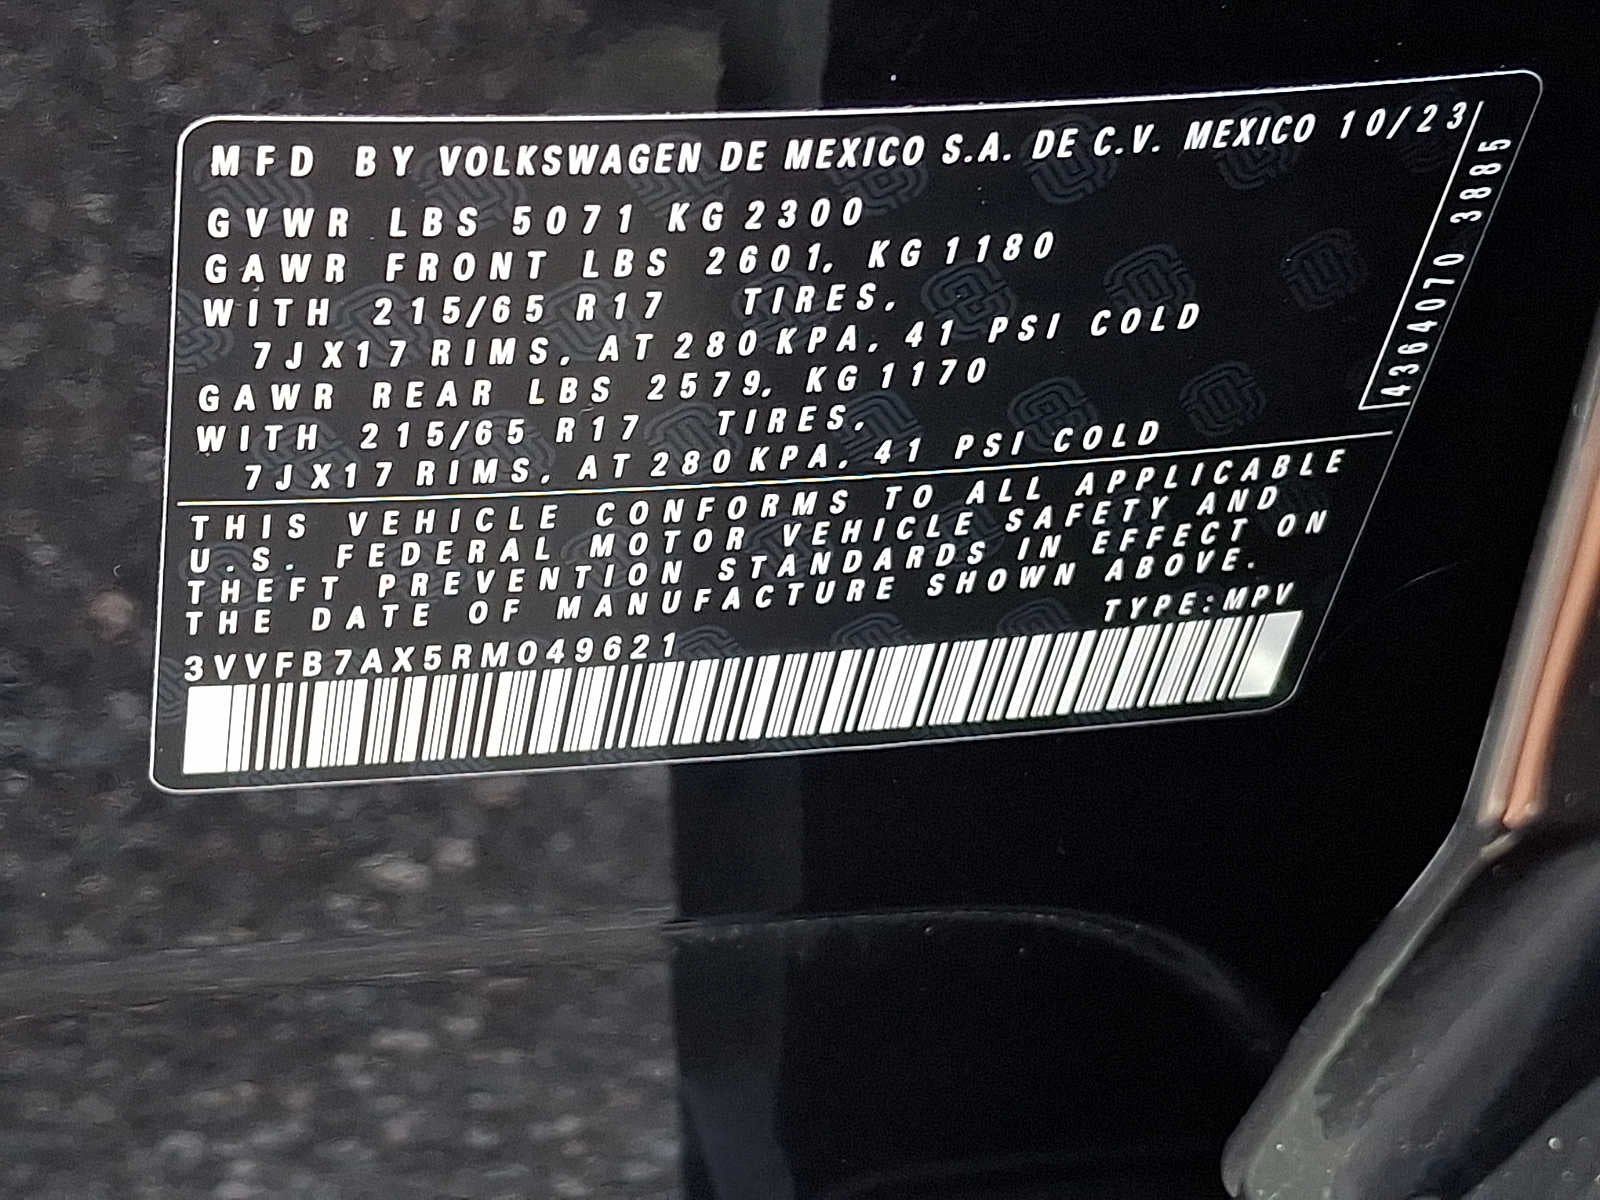 MFD BY VOLKSWAGEN DE MEXICO S.A. DE C.V. MEXICO 10/23
GVWR LBS 5071 KG 2300
GAWR FRONT LBS 2601, KG 1180
WITH 215/65 R17 TIRES,
7JX17 RIMS, AT 280 KPA, 41 PSI COLD
GAWR REAR LBS 2579, KG 1170
WITH 215/65 R17 TIRES,
7JX17 RIMS, AT 280 KPA, 41 PSI COLD
4364070 3885
THIS VEHICLE CONFORMS TO ALL APPLICABLE
U.S. FEDERAL MOTOR VEHICLE SAFETY AND
THEFT PREVENTION STANDARDS IN EFFECT ON
THE DATE OF MANUFACTURE SHOWN ABOVE.
TYPE:MPV
3VVFB7AX5RM049621